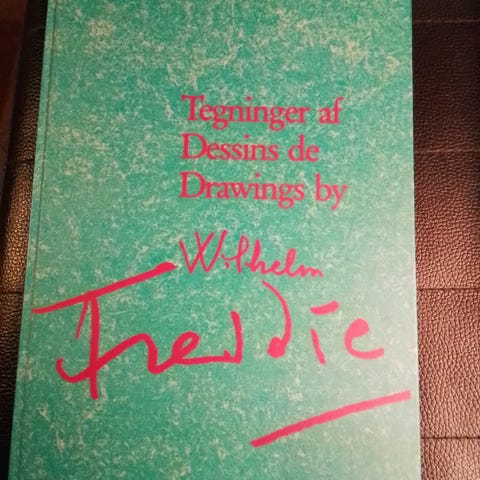 Tegninger af
Dessins de
Drawings by
Wilhelm
Freddie